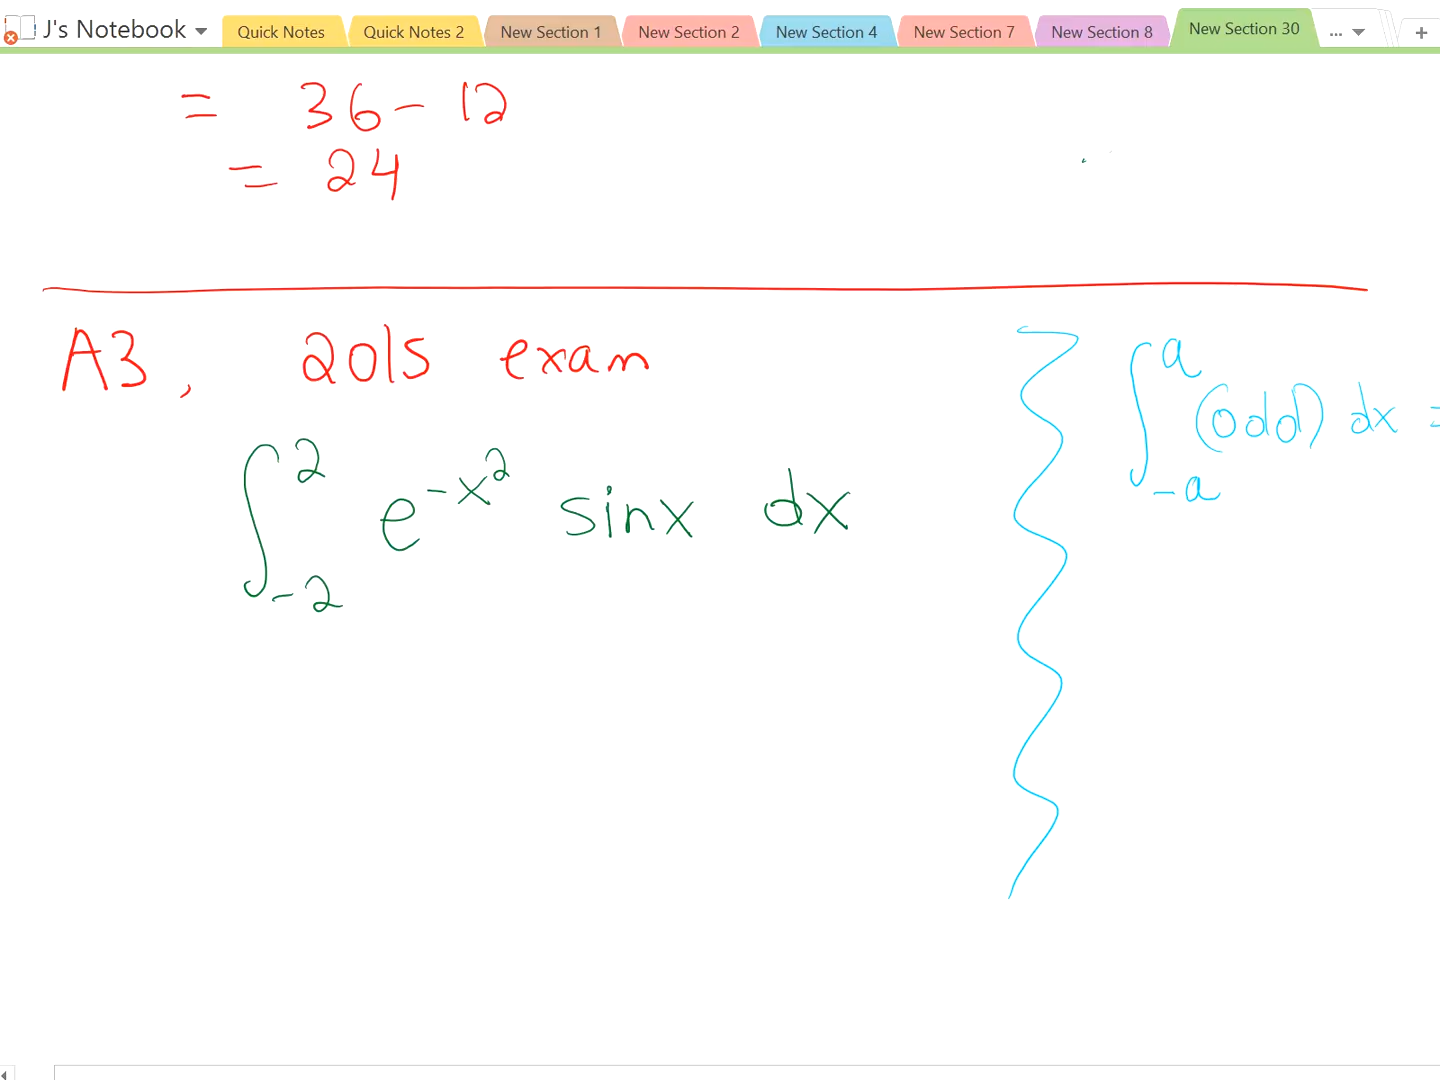 J's Notebook Quick Notes Quick Notes 2 New Section 1 New Section 2 New Section 4 New Section 7 New Section 8 New Section 30 ... +
= 36 - 12
= 24
A3, 2015 exam
∫_{-2}^{2} e^{-x^2} sinx dx
∫_{-a}^{a} (odd) dx =